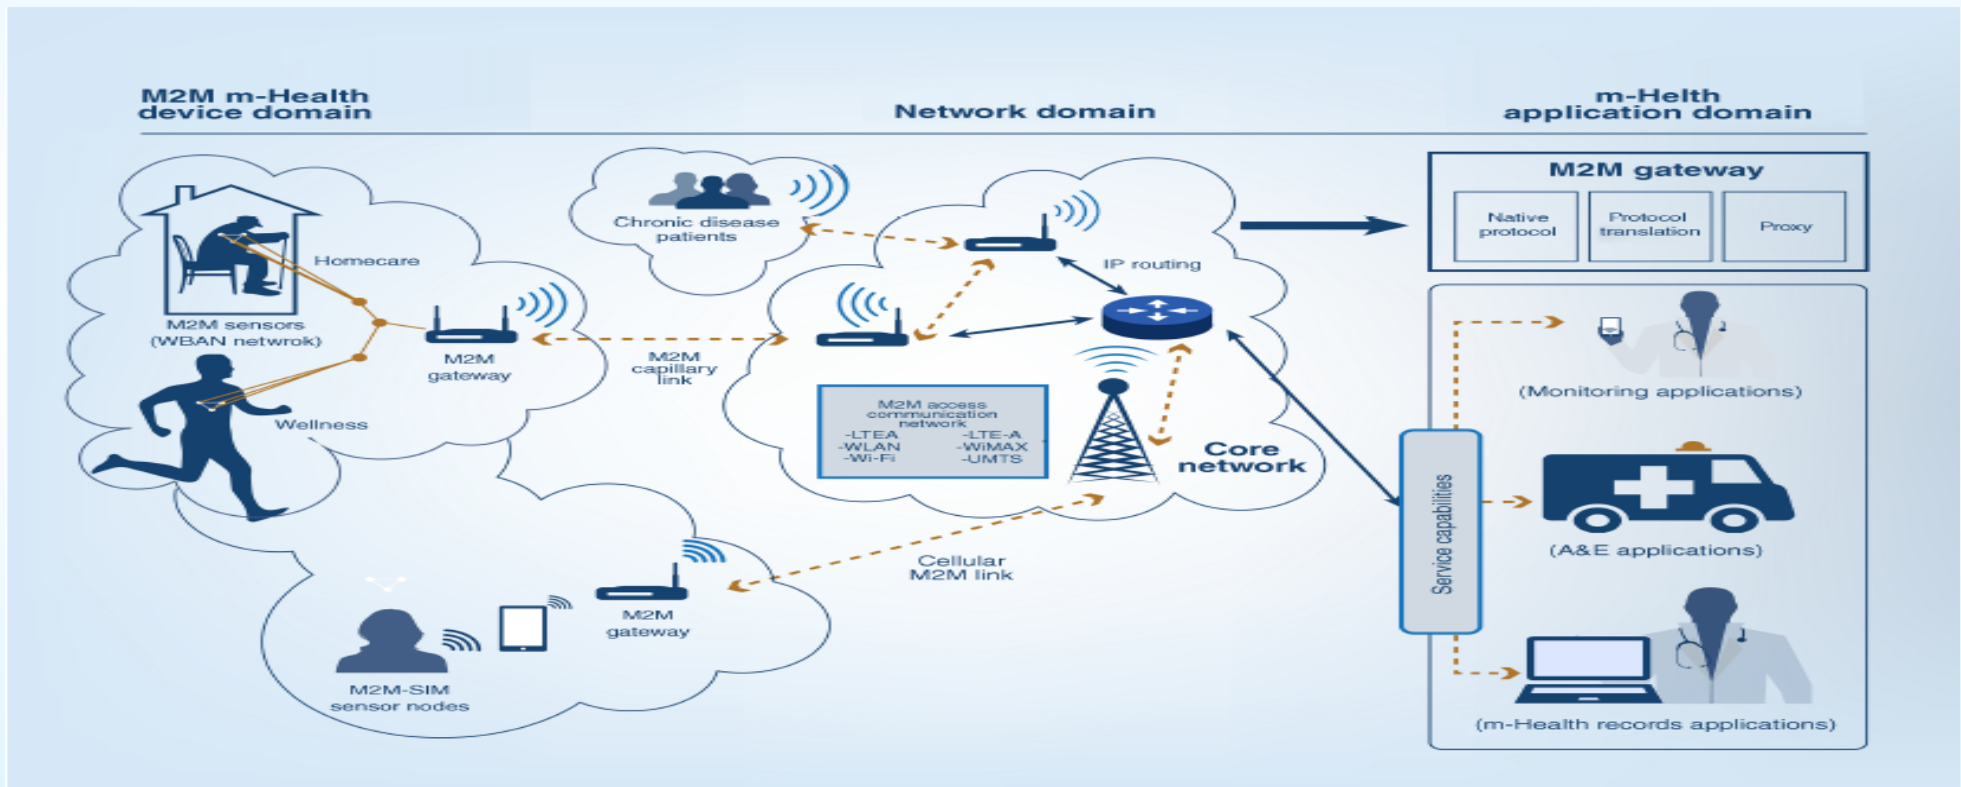 M2M m-Health
device domain
Network domain
m-Helth
application domain
M2M sensors
(WBAN netwrok)
Homecare
Wellness
M2M
gateway
M2M
capillary
link
Chronic disease
patients
IP routing
M2M access
communication
network
-LTEA
-LTE-A
-WLAN
-WiMAX
-Wi-Fi
-UMTS
Core
network
Cellular
M2M link
M2M
gateway
M2M-SIM
sensor nodes
M2M gateway
Native
protocol
Protocol
translation
Proxy
Service capabilities
(Monitoring applications)
(A&E applications)
(m-Health records applications)